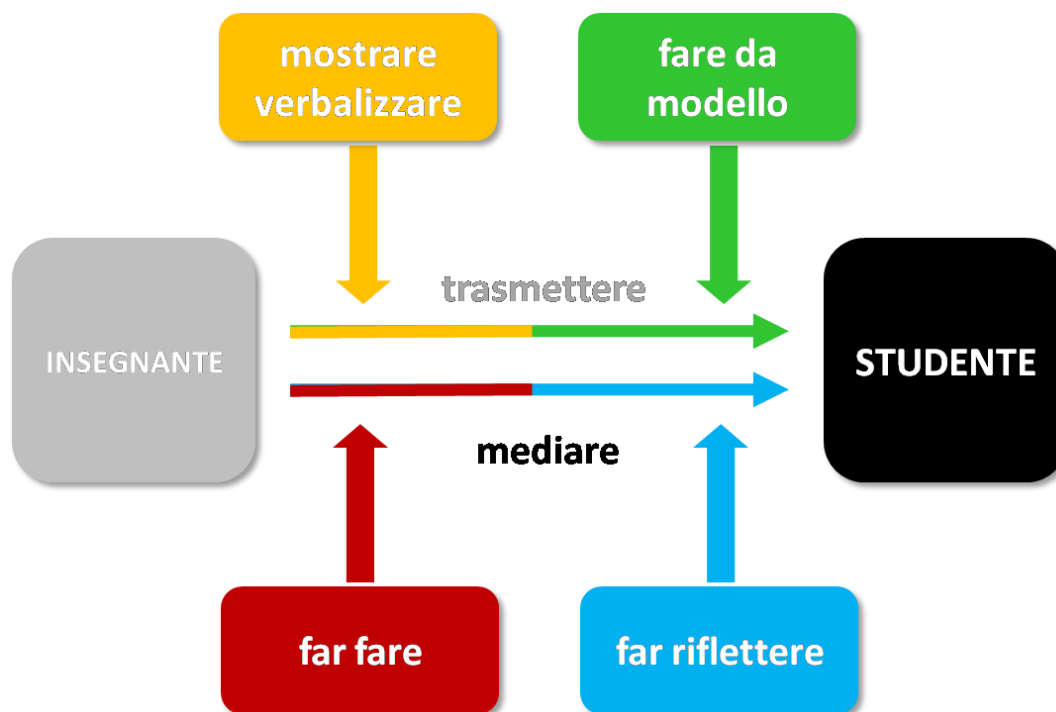 mostrare
verbalizzare
fare da
modello
trasmettere
INSEGNANTE
STUDENTE
mediare
far fare
far riflettere